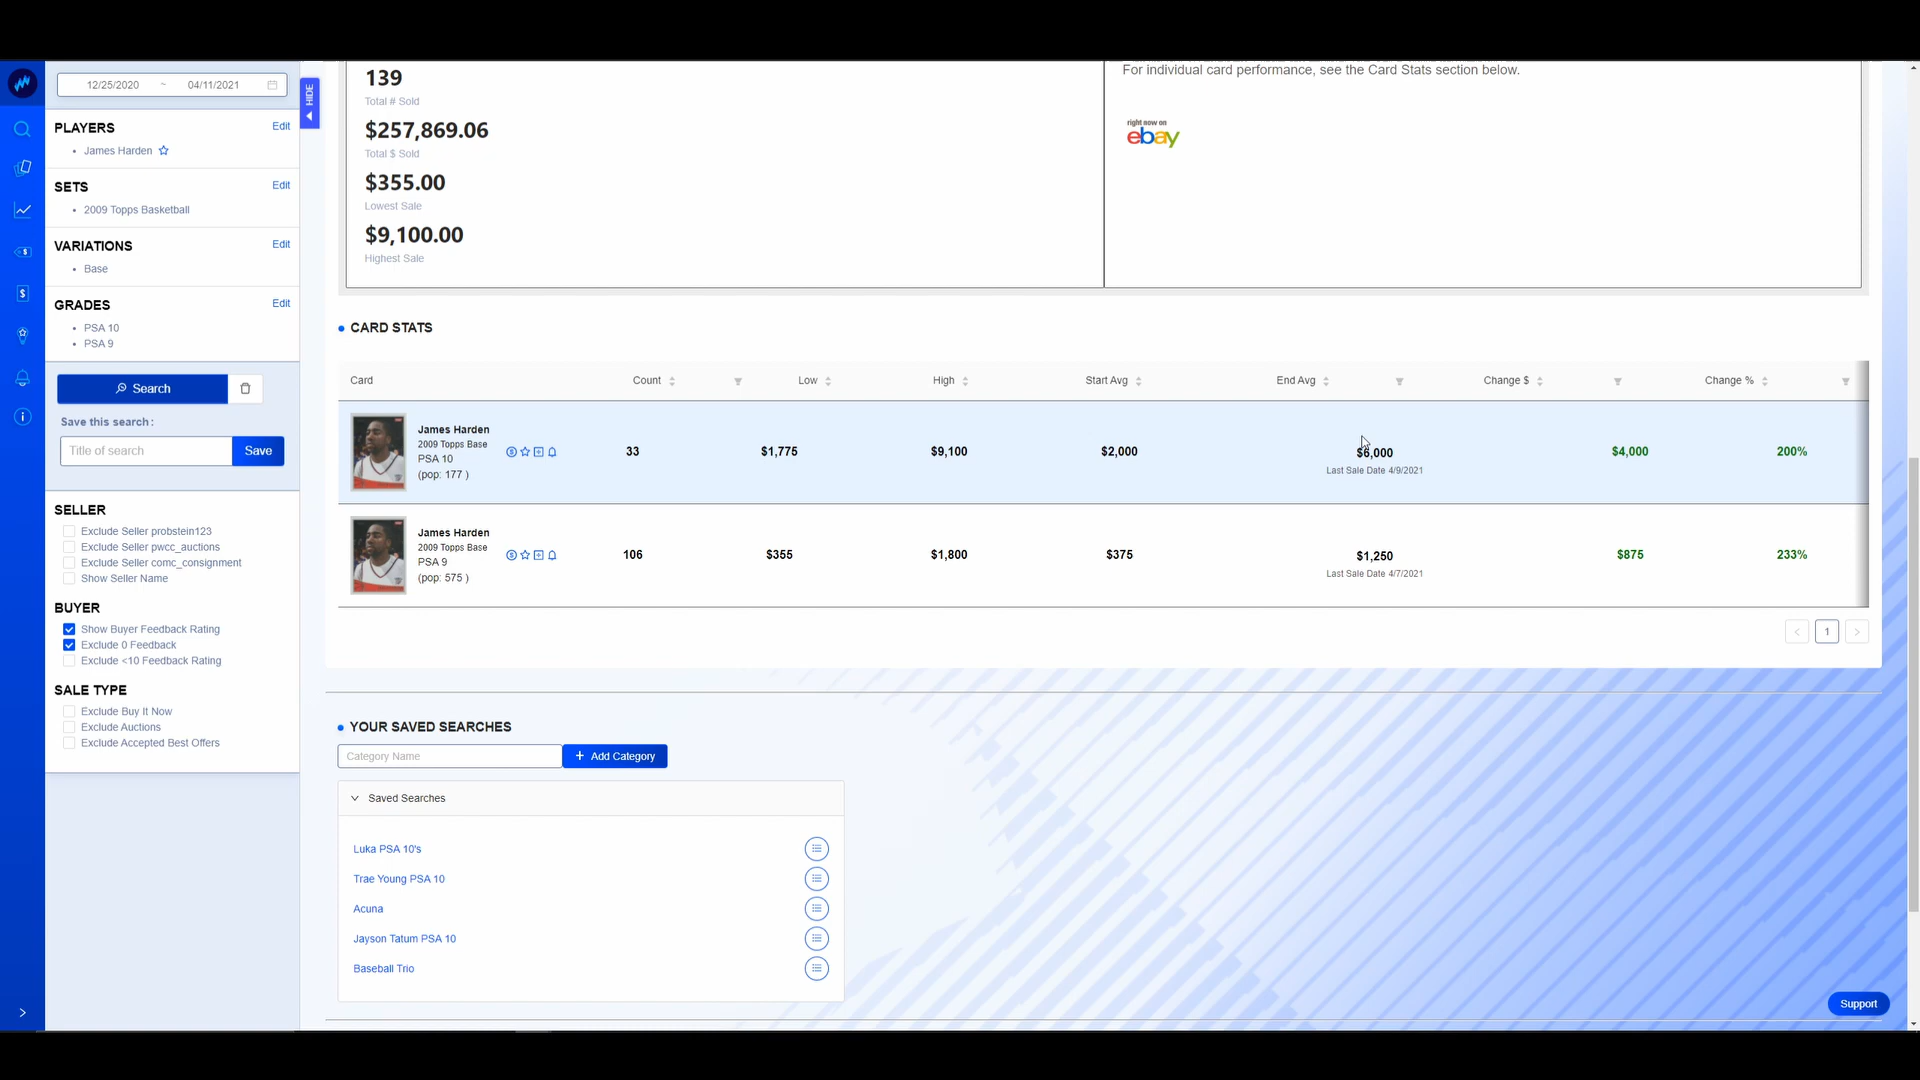 12/25/2020 ~ 04/11/2021
HIDE
PLAYERS Edit
James Harden
SETS Edit
2009 Topps Basketball
VARIATIONS Edit
Base
GRADES Edit
PSA 10
PSA 9
Search
Save this search:
Title of search Save
SELLER
Exclude Seller probstein123
Exclude Seller pwcc_auctions
Exclude Seller comc_consignment
Show Seller Name
BUYER
Show Buyer Feedback Rating
Exclude 0 Feedback
Exclude <10 Feedback Rating
SALE TYPE
Exclude Buy It Now
Exclude Auctions
Exclude Accepted Best Offers
139
Total # Sold
$257,869.06
Total $ Sold
$355.00
Lowest Sale
$9,100.00
Highest Sale
For individual card performance, see the Card Stats section below.
right now on
ebay
CARD STATS
Card Count Low High Start Avg End Avg Change $ Change %
James Harden
2009 Topps Base
PSA 10
(pop: 177 )
33 $1,775 $9,100 $2,000 $6,000 $4,000 200%
Last Sale Date 4/9/2021
James Harden
2009 Topps Base
PSA 9
(pop: 575 )
106 $355 $1,800 $375 $1,250 $875 233%
Last Sale Date 4/7/2021
< 1 >
YOUR SAVED SEARCHES
Category Name + Add Category
Saved Searches
Luka PSA 10's
Trae Young PSA 10
Acuna
Jayson Tatum PSA 10
Baseball Trio
Support